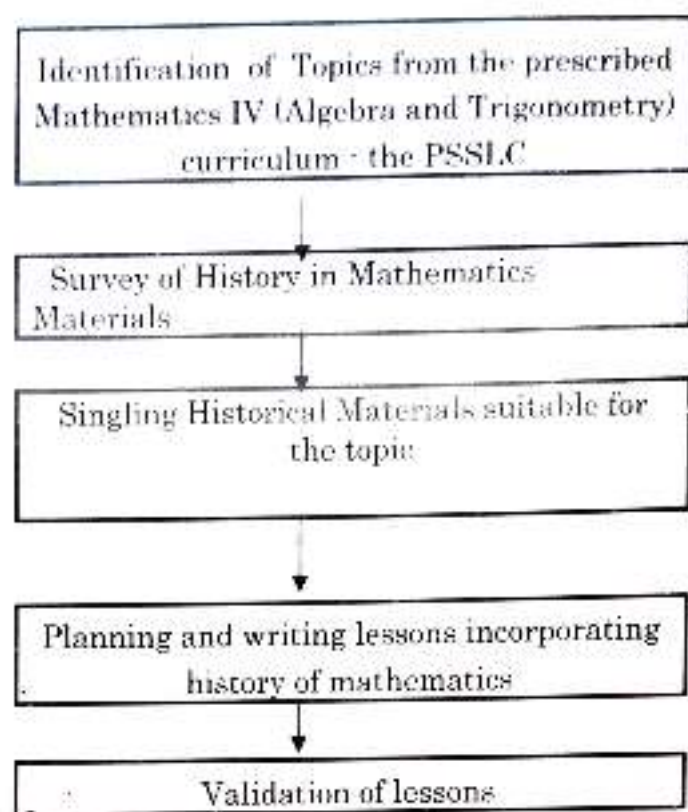 Identification of Topics from the prescribed
Mathematics IV (Algebra and Trigonometry)
curriculum - the PSSLC
Survey of History in Mathematics
Materials
Singling Historical Materials suitable for
the topic
Planning and writing lessons incorporating
history of mathematics
Validation of lessons